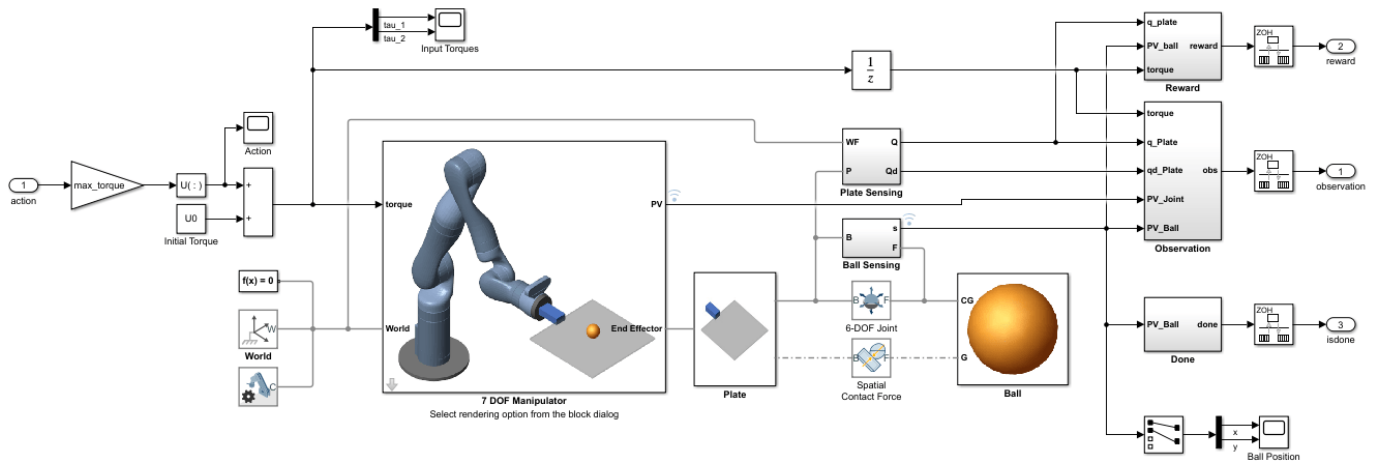 1
action
max_torque
U( : )
U0
Initial Torque
Action
+
+
tau_1
tau_2
Input Torques
f(x) = 0
W
World
C
torque
World
PV
End Effector
7 DOF Manipulator
Select rendering option from the block dialog
Plate
1
z
WF
P
Q
Qd
Plate Sensing
B
s
F
Ball Sensing
B
F
6-DOF Joint
B
F
Spatial
Contact Force
CG
G
Ball
q_plate
PV_ball
torque
reward
Reward
ZOH
2
reward
torque
q_Plate
qd_Plate
PV_Joint
PV_Ball
obs
Observation
ZOH
1
observation
PV_Ball
done
Done
ZOH
3
isdone
x
y
Ball Position